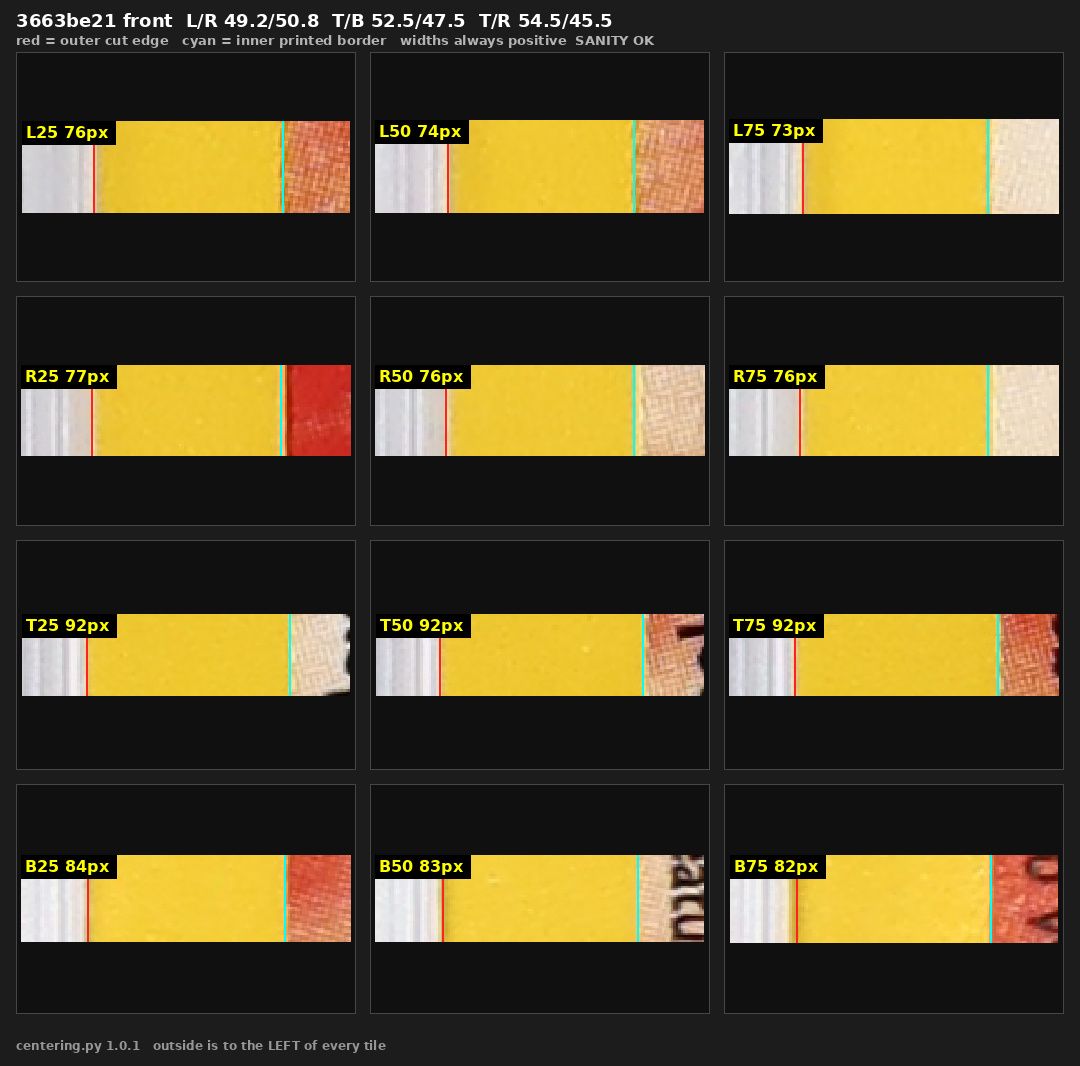 3663be21 front L/R 49.2/50.8 T/B 52.5/47.5 T/R 54.5/45.5
red = outer cut edge cyan = inner printed border widths always positive SANITY OK
L25 76px
L50 74px
L75 73px
R25 77px
R50 76px
R75 76px
T25 92px
T50 92px
T75 92px
B25 84px
B50 83px
B75 82px
centering.py 1.0.1 outside is to the LEFT of every tile